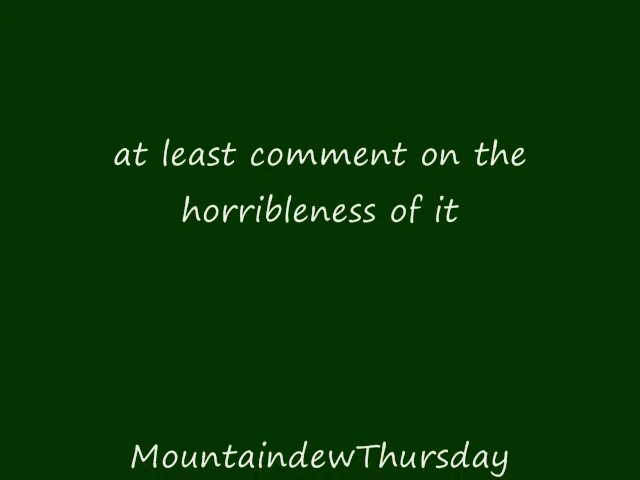 at least comment on the
horribleness of it
MountaindewThursday